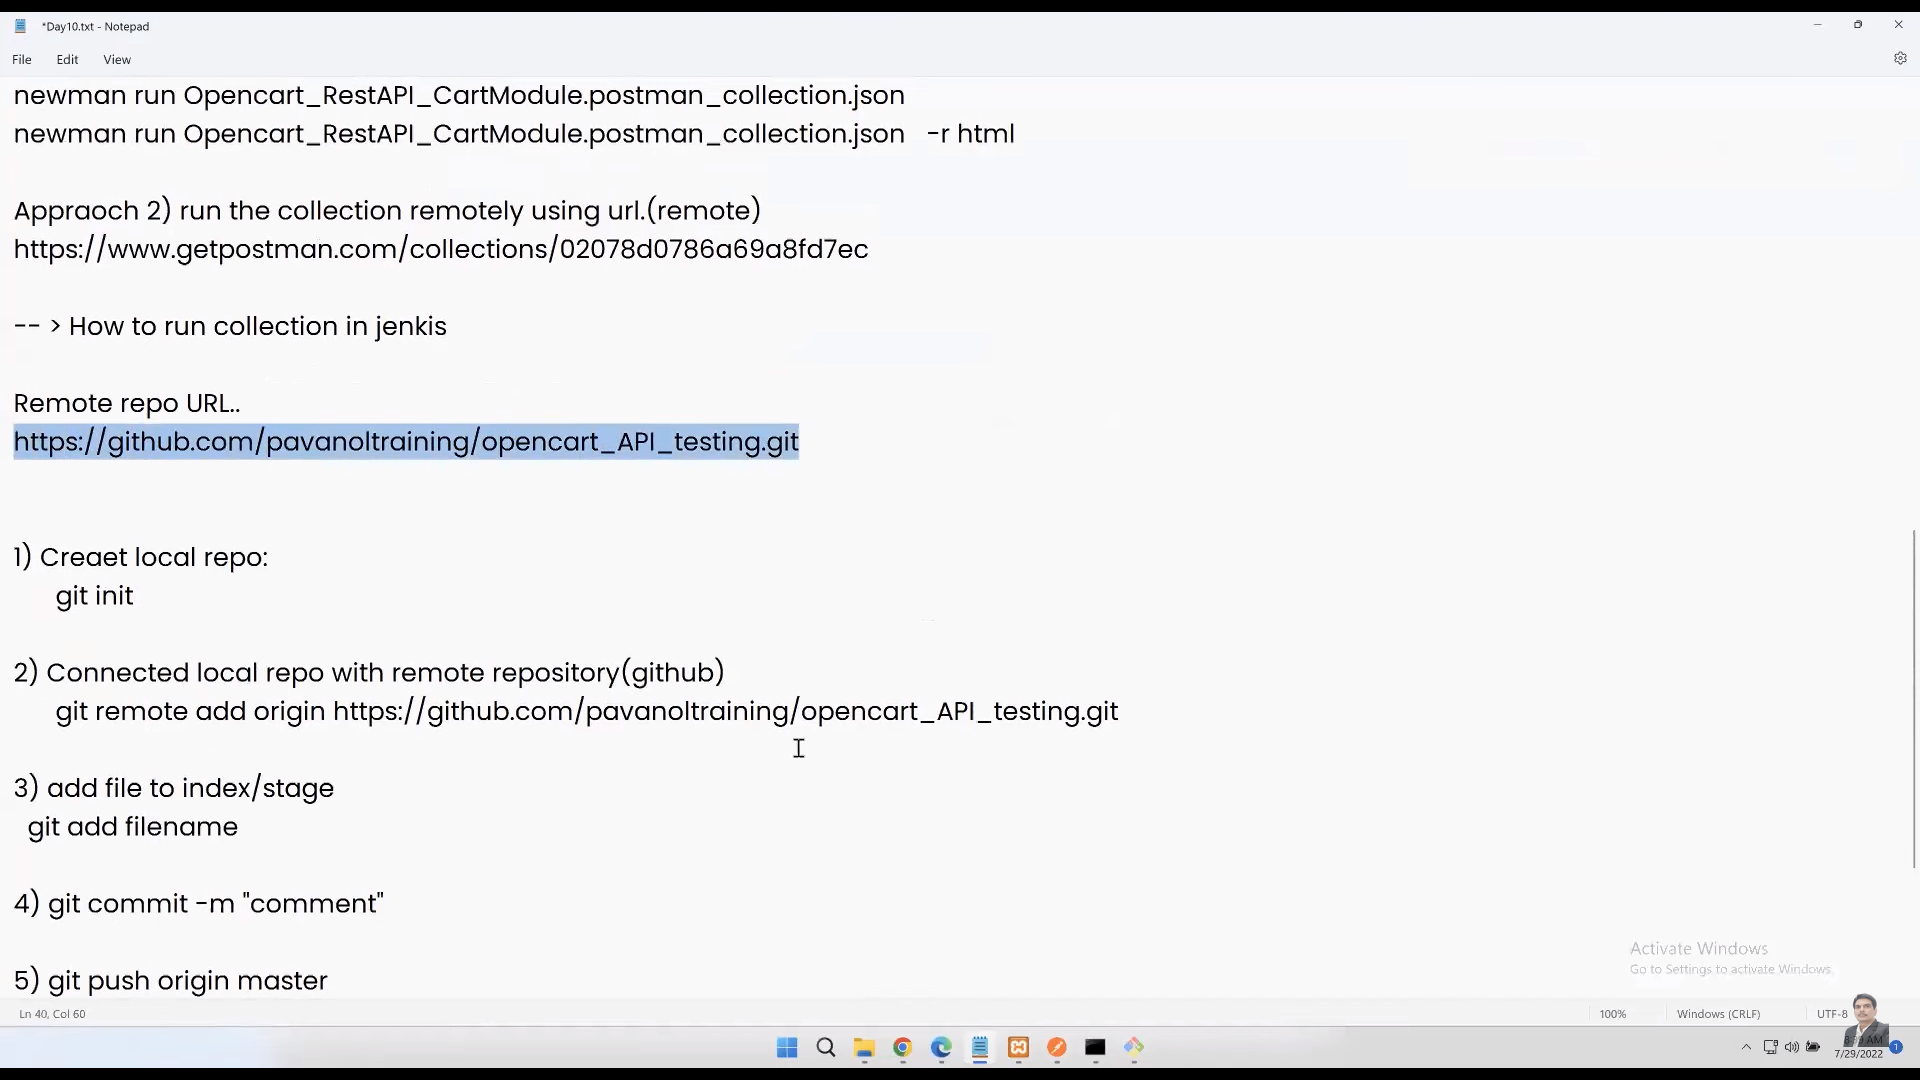 *Day10.txt - Notepad
File Edit View
newman run Opencart_RestAPI_CartModule.postman_collection.json
newman run Opencart_RestAPI_CartModule.postman_collection.json -r html
Appraoch 2) run the collection remotely using url.(remote)
https://www.getpostman.com/collections/02078d0786a69a8fd7ec
-- > How to run collection in jenkis
Remote repo URL..
https://github.com/pavanoltraining/opencart_API_testing.git
1) Creaet local repo:
git init
2) Connected local repo with remote repository(github)
git remote add origin https://github.com/pavanoltraining/opencart_API_testing.git
3) add file to index/stage
git add filename
4) git commit -m "comment"
5) git push origin master
Activate Windows
Go to Settings to activate Windows.
Ln 40, Col 60 100% Windows (CRLF) UTF-8
AM
7/29/2022 1